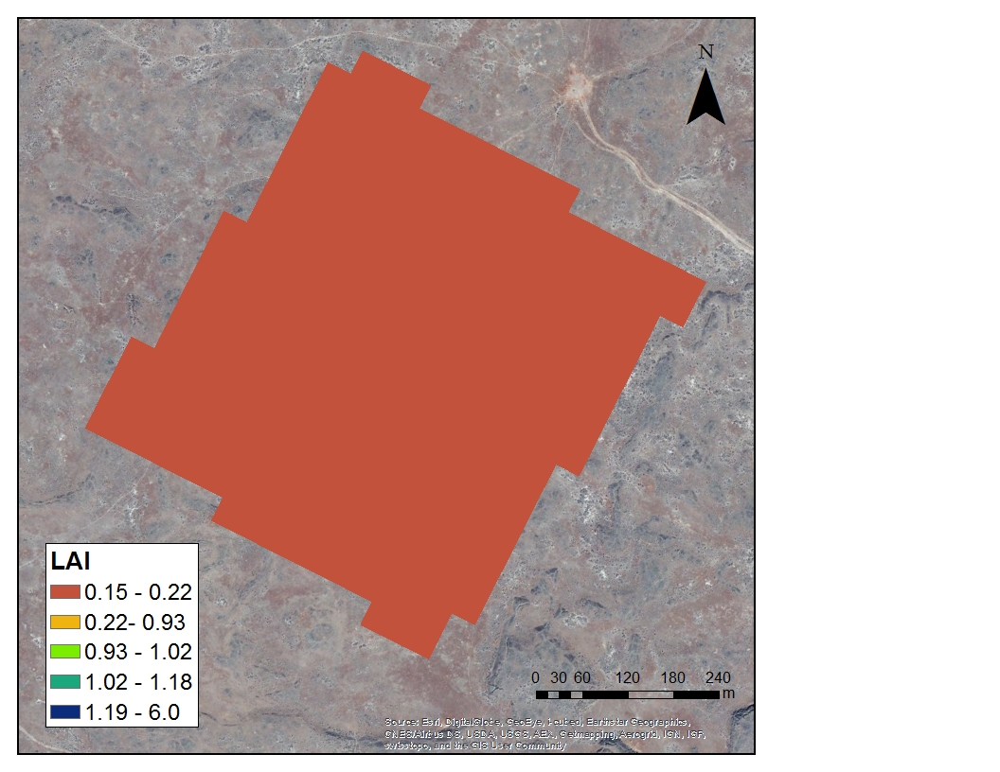 N
LAI
0.15 - 0.22
0.22- 0.93
0.93 - 1.02
1.02 - 1.18
1.19 - 6.0
0 30 60 120 180 240
m
Source: Esri, DigitalGlobe, GeoEye, i-cubed, Earthstar Geographics,
CNES/Airbus DS, USDA, USGS, AEX, Getmapping, Aerogrid, IGN, IGP,
swisstopo, and the GIS User Community